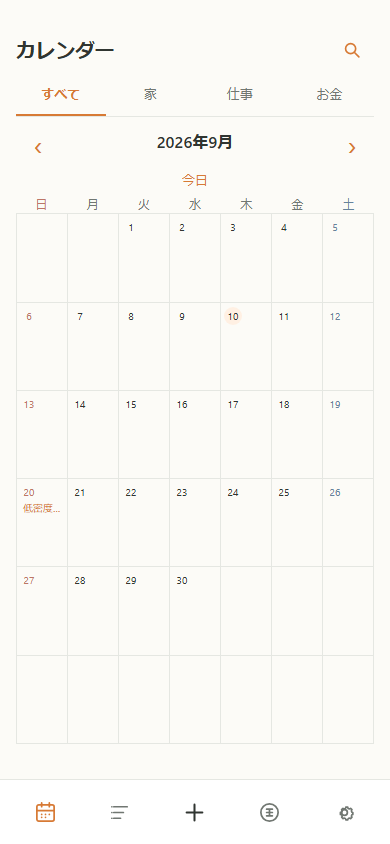 カレンダー
すべて 家 仕事 お金
‹ 2026年9月 ›
今日
日 月 火 水 木 金 土
1 2 3 4 5
6 7 8 9 10 11 12
13 14 15 16 17 18 19
20 21 22 23 24 25 26
低密度...
27 28 29 30